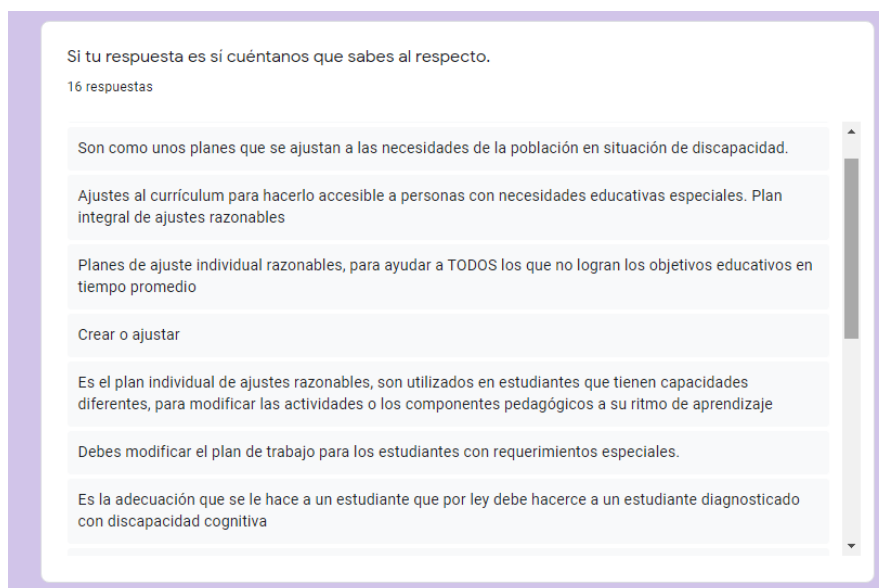 Si tu respuesta es sí cuéntanos que sabes al respecto.
16 respuestas
Son como unos planes que se ajustan a las necesidades de la población en situación de discapacidad.
Ajustes al currículum para hacerlo accesible a personas con necesidades educativas especiales. Plan
integral de ajustes razonables
Planes de ajuste individual razonables, para ayudar a TODOS los que no logran los objetivos educativos en
tiempo promedio
Crear o ajustar
Es el plan individual de ajustes razonables, son utilizados en estudiantes que tienen capacidades
diferentes, para modificar las actividades o los componentes pedagógicos a su ritmo de aprendizaje
Debes modificar el plan de trabajo para los estudiantes con requerimientos especiales.
Es la adecuación que se le hace a un estudiante que por ley debe hacerce a un estudiante diagnosticado
con discapacidad cognitiva